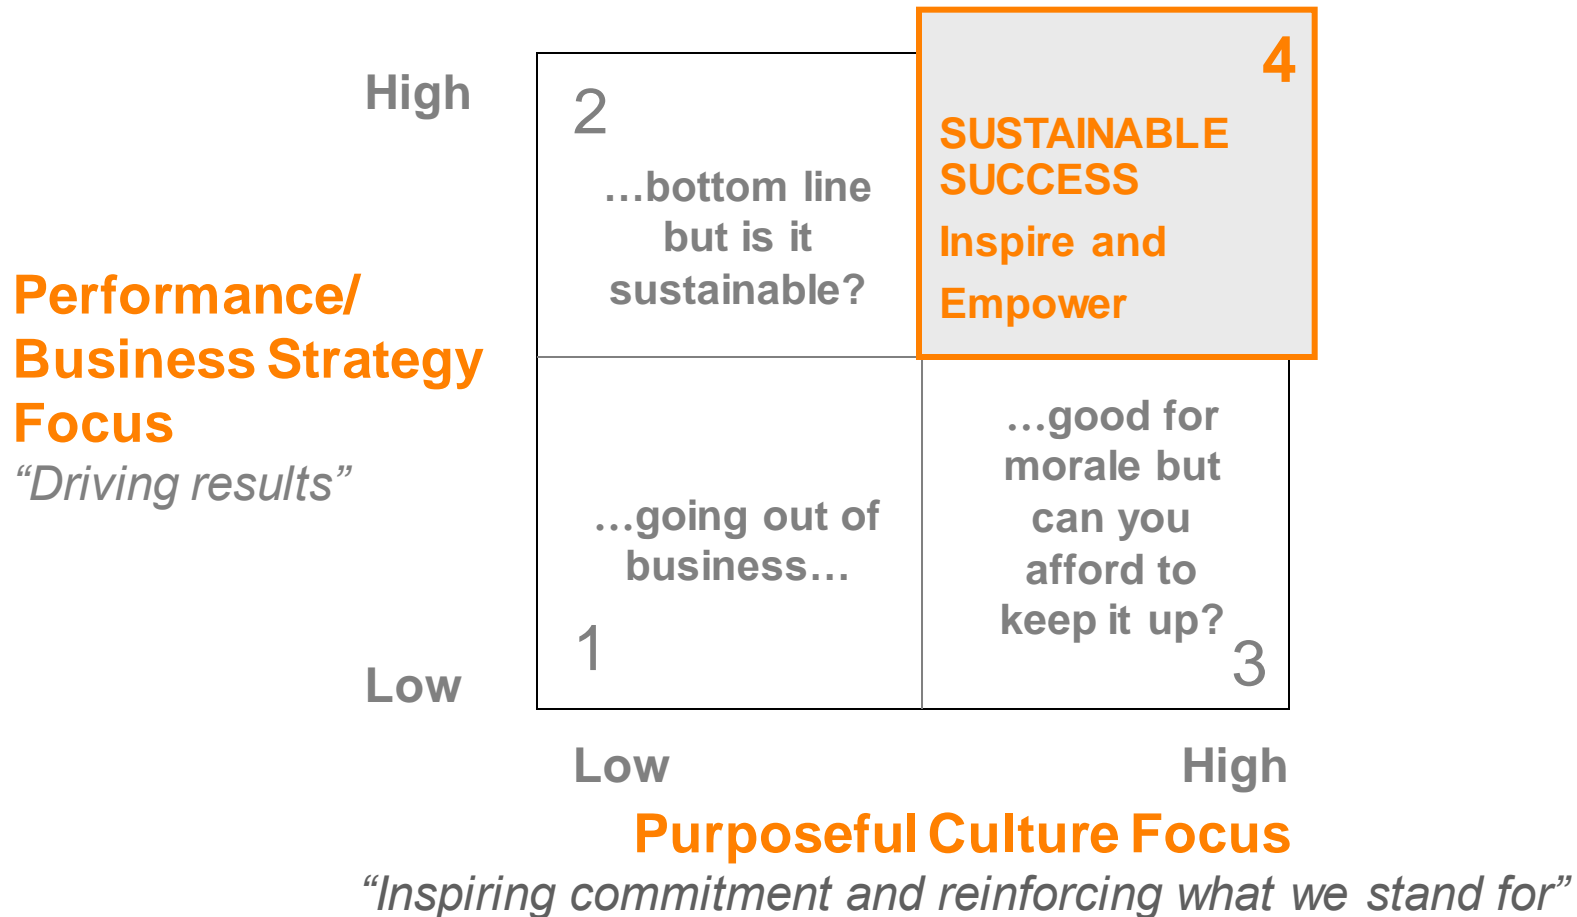 High
2
…bottom line
but is it
sustainable?
4
SUSTAINABLE
SUCCESS
Inspire and
Empower
Performance/
Business Strategy
Focus
“Driving results”
…going out of
business…
1
…good for
morale but
can you
afford to
keep it up?
3
Low
Low
High
Purposeful Culture Focus
“Inspiring commitment and reinforcing what we stand for”